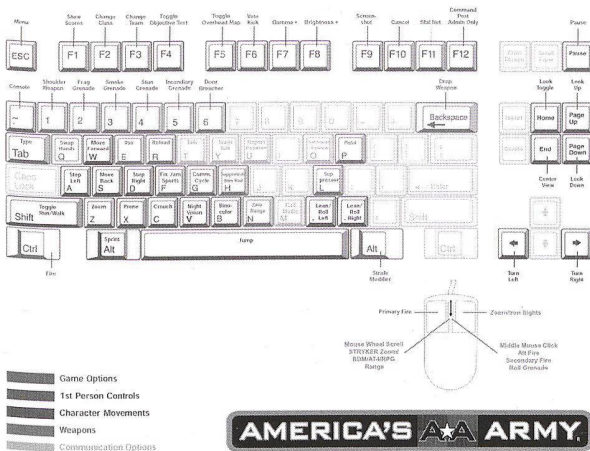 Menu
Show Scores
Change Class
Change Team
Toggle Objective Text
Toggle Overhead Map
Vote Kick
Gamma +
Brightness +
Screenshot
Cancel
Stat Net
Command Post Admin Only
Pause
ESC F1 F2 F3 F4 F5 F6 F7 F8 F9 F10 F11 F12 Pause
Console
Shoulder Weapon
Frag Grenade
Smoke Grenade
Stun Grenade
Incendiary Grenade
Door Breacher
Drop Weapon
Look Toggle
Look Up
~ 1 2 3 4 5 6 Backspace Home Page Up
Type Tab
Swap Hands Q
Move Forward W
Use E
Reload R
P
End
Page Down
Step Left A
Move Back S
Step Right D
Fix Jam Sports F
Comm. Cycle G
H
L
Center View
Look Down
Toggle Run/Walk Shift
Zoom Z
Prone X
Crouch C
Night Vision V
Binocular B
Zero Range N
M
Lean/Roll Left
Lean/Roll Right
Shift
Ctrl
Sprint Alt
Jump
Alt
Ctrl
Fire
Strafe Modifier
Turn Left
Turn Right
Primary Fire
Zoom/Iron Sights
Mouse Wheel Scroll
STRYKER Zoom/
BDM/AT4/RPG
Range
Middle Mouse Click
Alt Fire
Secondary Fire
Roll Grenade
Game Options
1st Person Controls
Character Movements
Weapons
Communication Options
AMERICA'S AA ARMY